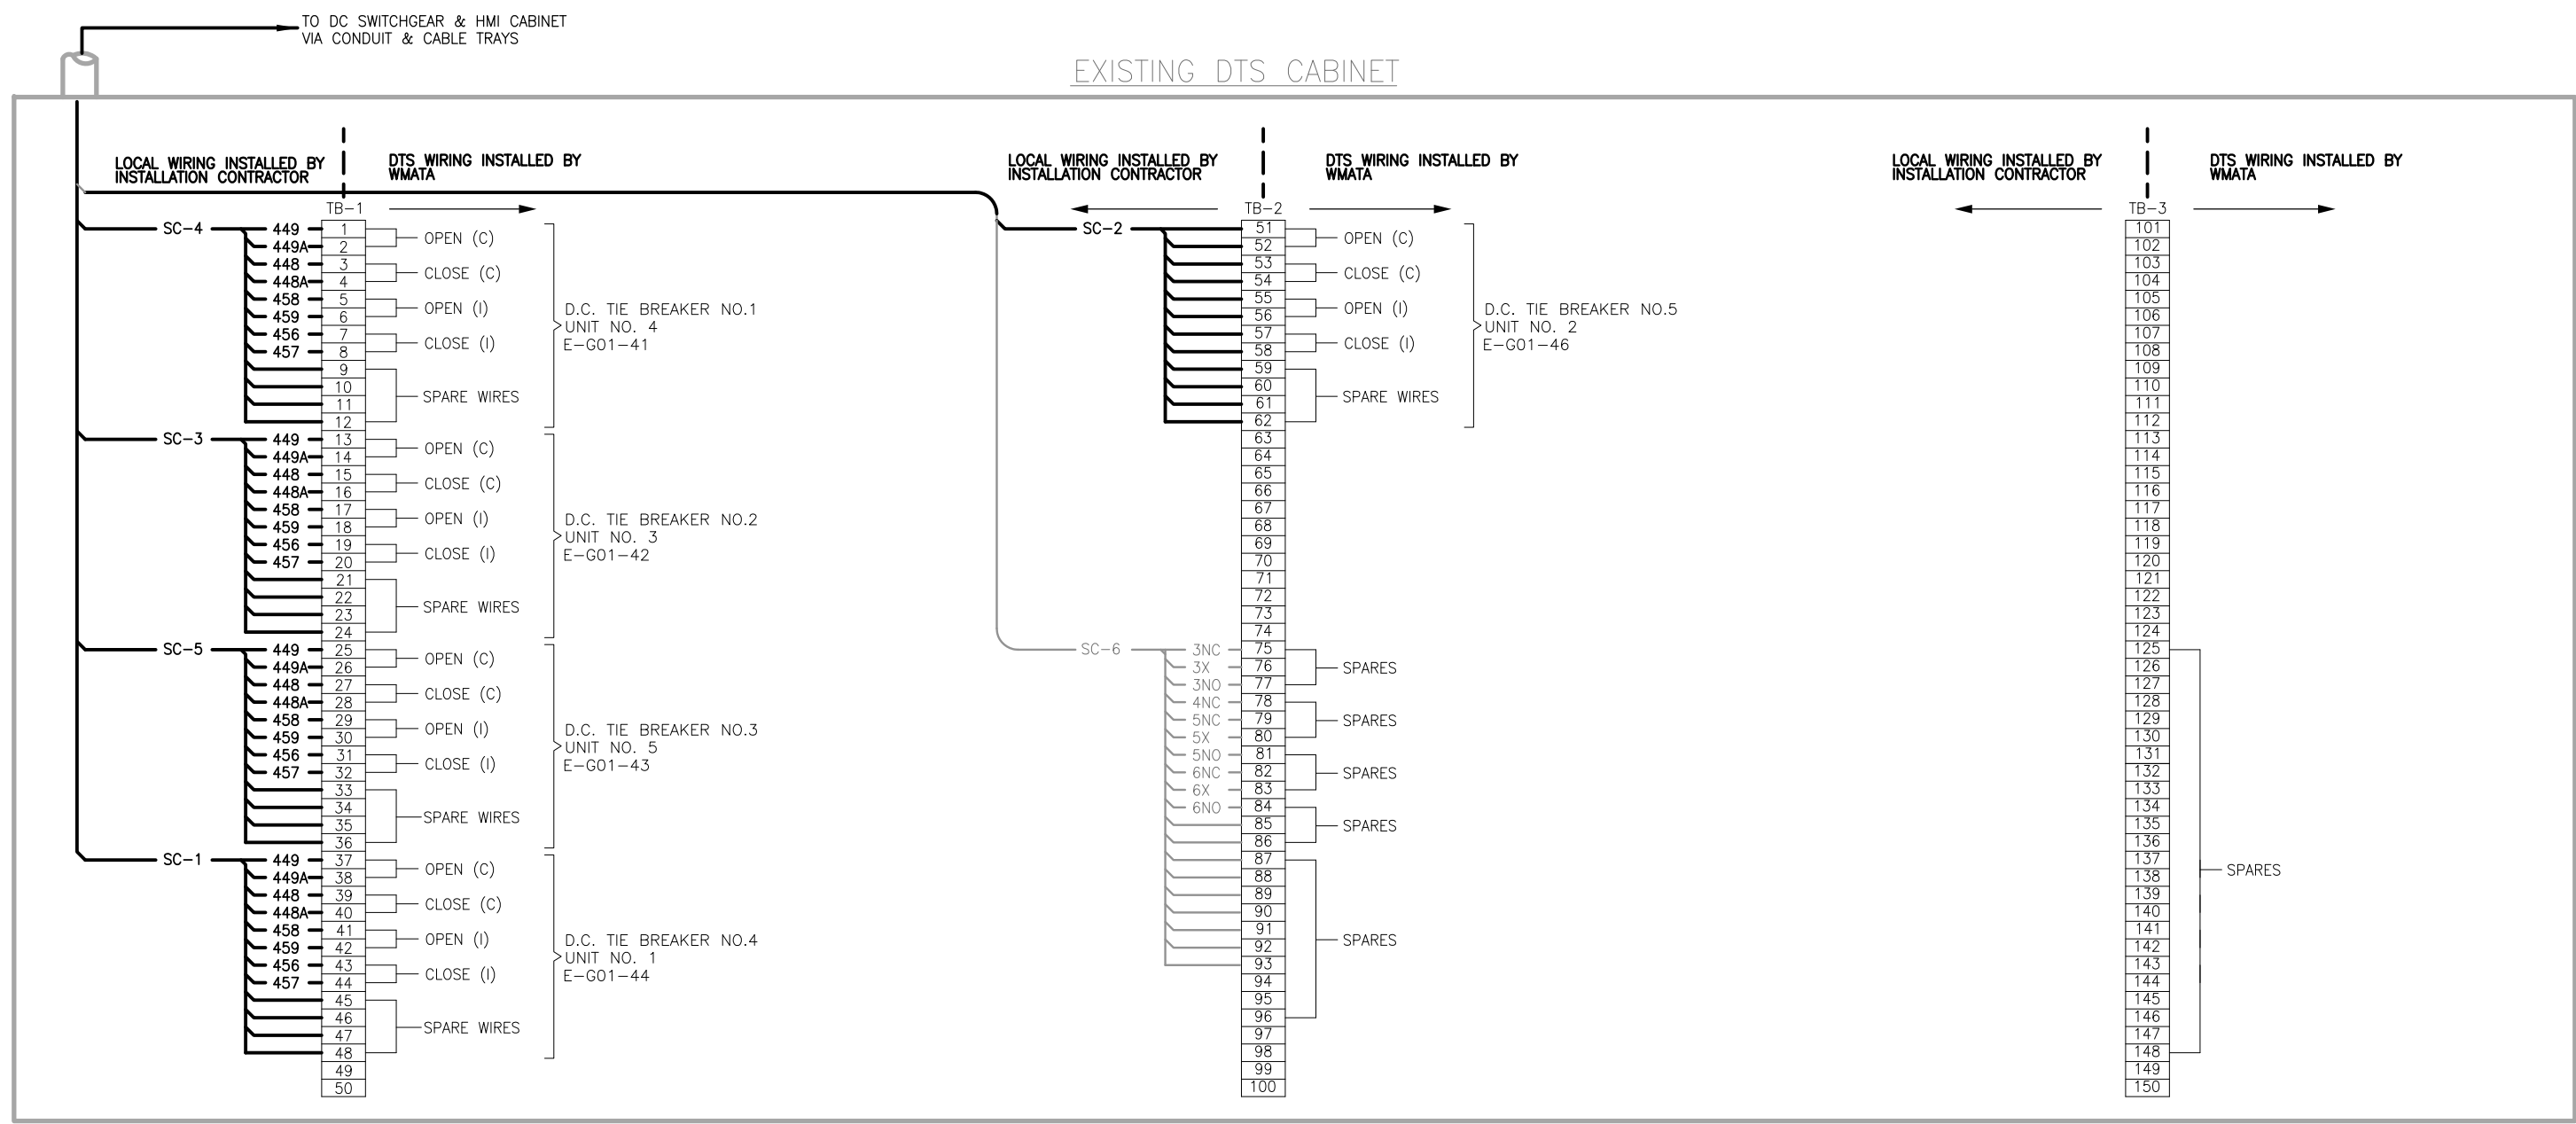 TO DC SWITCHGEAR & HMI CABINET
VIA CONDUIT & CABLE TRAYS
EXISTING DTS CABINET
LOCAL WIRING INSTALLED BY
INSTALLATION CONTRACTOR
DTS WIRING INSTALLED BY
WMATA
TB-1
SC-4
449 1
449A 2
OPEN (C)
448 3
448A 4
CLOSE (C)
458 5
459 6
OPEN (I)
456 7
457 8
CLOSE (I)
9
10
11
12
SPARE WIRES
D.C. TIE BREAKER NO.1
UNIT NO. 4
E-G01-41
SC-3
449 13
449A 14
OPEN (C)
448 15
448A 16
CLOSE (C)
458 17
459 18
OPEN (I)
456 19
457 20
CLOSE (I)
21
22
23
24
SPARE WIRES
D.C. TIE BREAKER NO.2
UNIT NO. 3
E-G01-42
SC-5
449 25
449A 26
OPEN (C)
448 27
448A 28
CLOSE (C)
458 29
459 30
OPEN (I)
456 31
457 32
CLOSE (I)
33
34
35
36
SPARE WIRES
D.C. TIE BREAKER NO.3
UNIT NO. 5
E-G01-43
SC-1
449 37
449A 38
OPEN (C)
448 39
448A 40
CLOSE (C)
458 41
459 42
OPEN (I)
456 43
457 44
CLOSE (I)
45
46
47
48
SPARE WIRES
D.C. TIE BREAKER NO.4
UNIT NO. 1
E-G01-44
49
50
LOCAL WIRING INSTALLED BY
INSTALLATION CONTRACTOR
DTS WIRING INSTALLED BY
WMATA
TB-2
SC-2
51
52
OPEN (C)
53
54
CLOSE (C)
55
56
OPEN (I)
57
58
CLOSE (I)
59
60
61
62
SPARE WIRES
D.C. TIE BREAKER NO.5
UNIT NO. 2
E-G01-46
63
64
65
66
67
68
69
70
71
72
73
74
SC-6
3NC 75
3X 76
3NO 77
SPARES
4NC 78
5NC 79
5X 80
SPARES
5NO 81
6NC 82
6X 83
SPARES
6NO 84
85
86
SPARES
87
88
89
90
91
92
93
94
95
96
SPARES
97
98
99
100
LOCAL WIRING INSTALLED BY
INSTALLATION CONTRACTOR
DTS WIRING INSTALLED BY
WMATA
TB-3
101
102
103
104
105
106
107
108
109
110
111
112
113
114
115
116
117
118
119
120
121
122
123
124
125
126
127
128
129
130
131
132
133
134
135
136
137
138
139
140
141
142
143
144
145
146
147
148
SPARES
149
150